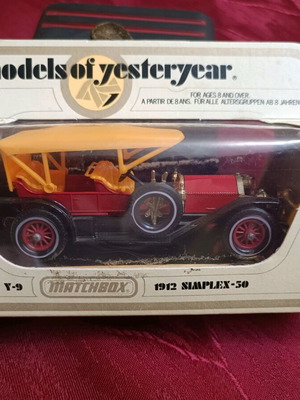 models of yesteryear®
FOR AGES 8 AND OVER.
A PARTIR DE 8 ANS. FÜR ALLE ALTERSGRUPPEN AB 8 JAHREN
Y-9 MATCHBOX 1912 SIMPLEX-50